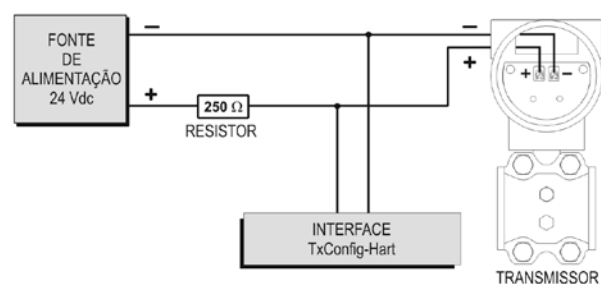 FONTE
DE
ALIMENTAÇÃO
24 Vdc
–
+
250 Ω
RESISTOR
–
+
+ –
INTERFACE
TxConfig-Hart
TRANSMISSOR